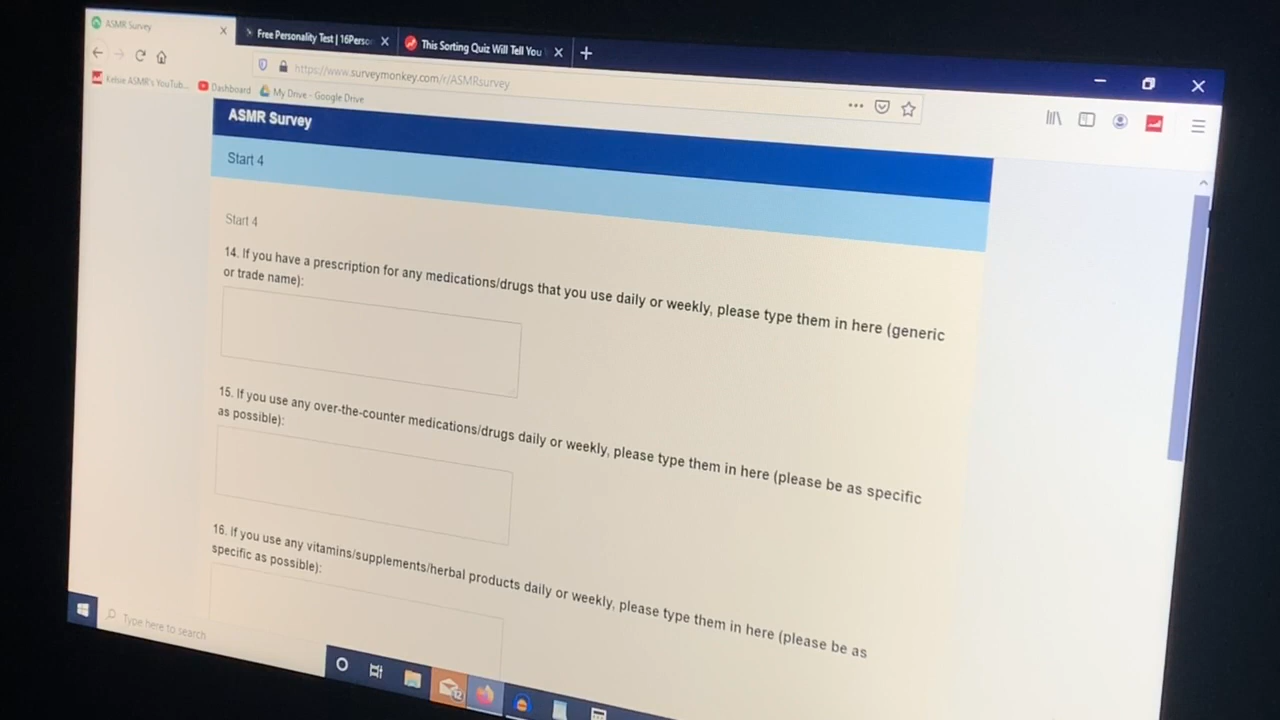 ASMR Survey
Free Personality Test | 16Perso
This Sorting Quiz Will Tell You
https://www.surveymonkey.com/r/ASMRsurvey
Kelsie ASMR's YouTub...
Dashboard
My Drive - Google Drive
ASMR Survey
Start 4
Start 4
14. If you have a prescription for any medications/drugs that you use daily or weekly, please type them in here (generic
or trade name):
15. If you use any over-the-counter medications/drugs daily or weekly, please type them in here (please be as specific
as possible):
16. If you use any vitamins/supplements/herbal products daily or weekly, please type them in here (please be as
specific as possible):
Type here to search
12